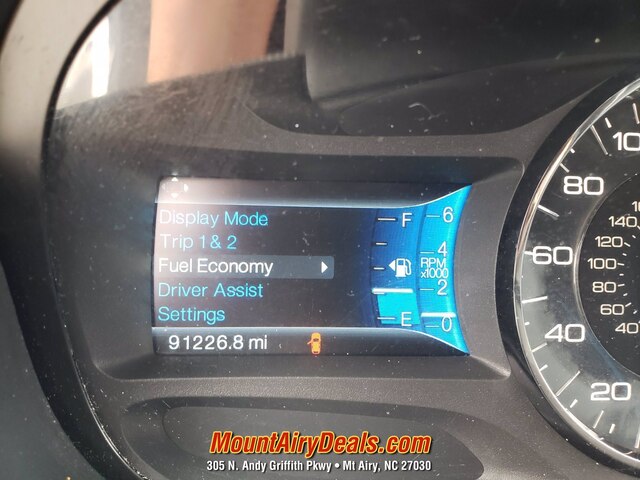 Display Mode
Trip 1 & 2
Fuel Economy
Driver Assist
Settings
91226.8 mi
F
E
6
4
RPM
x1000
2
0
80
60
40
20
140
120
100
80
60
40
MountAiryDeals.com
305 N. Andy Griffith Pkwy • Mt Airy, NC 27030